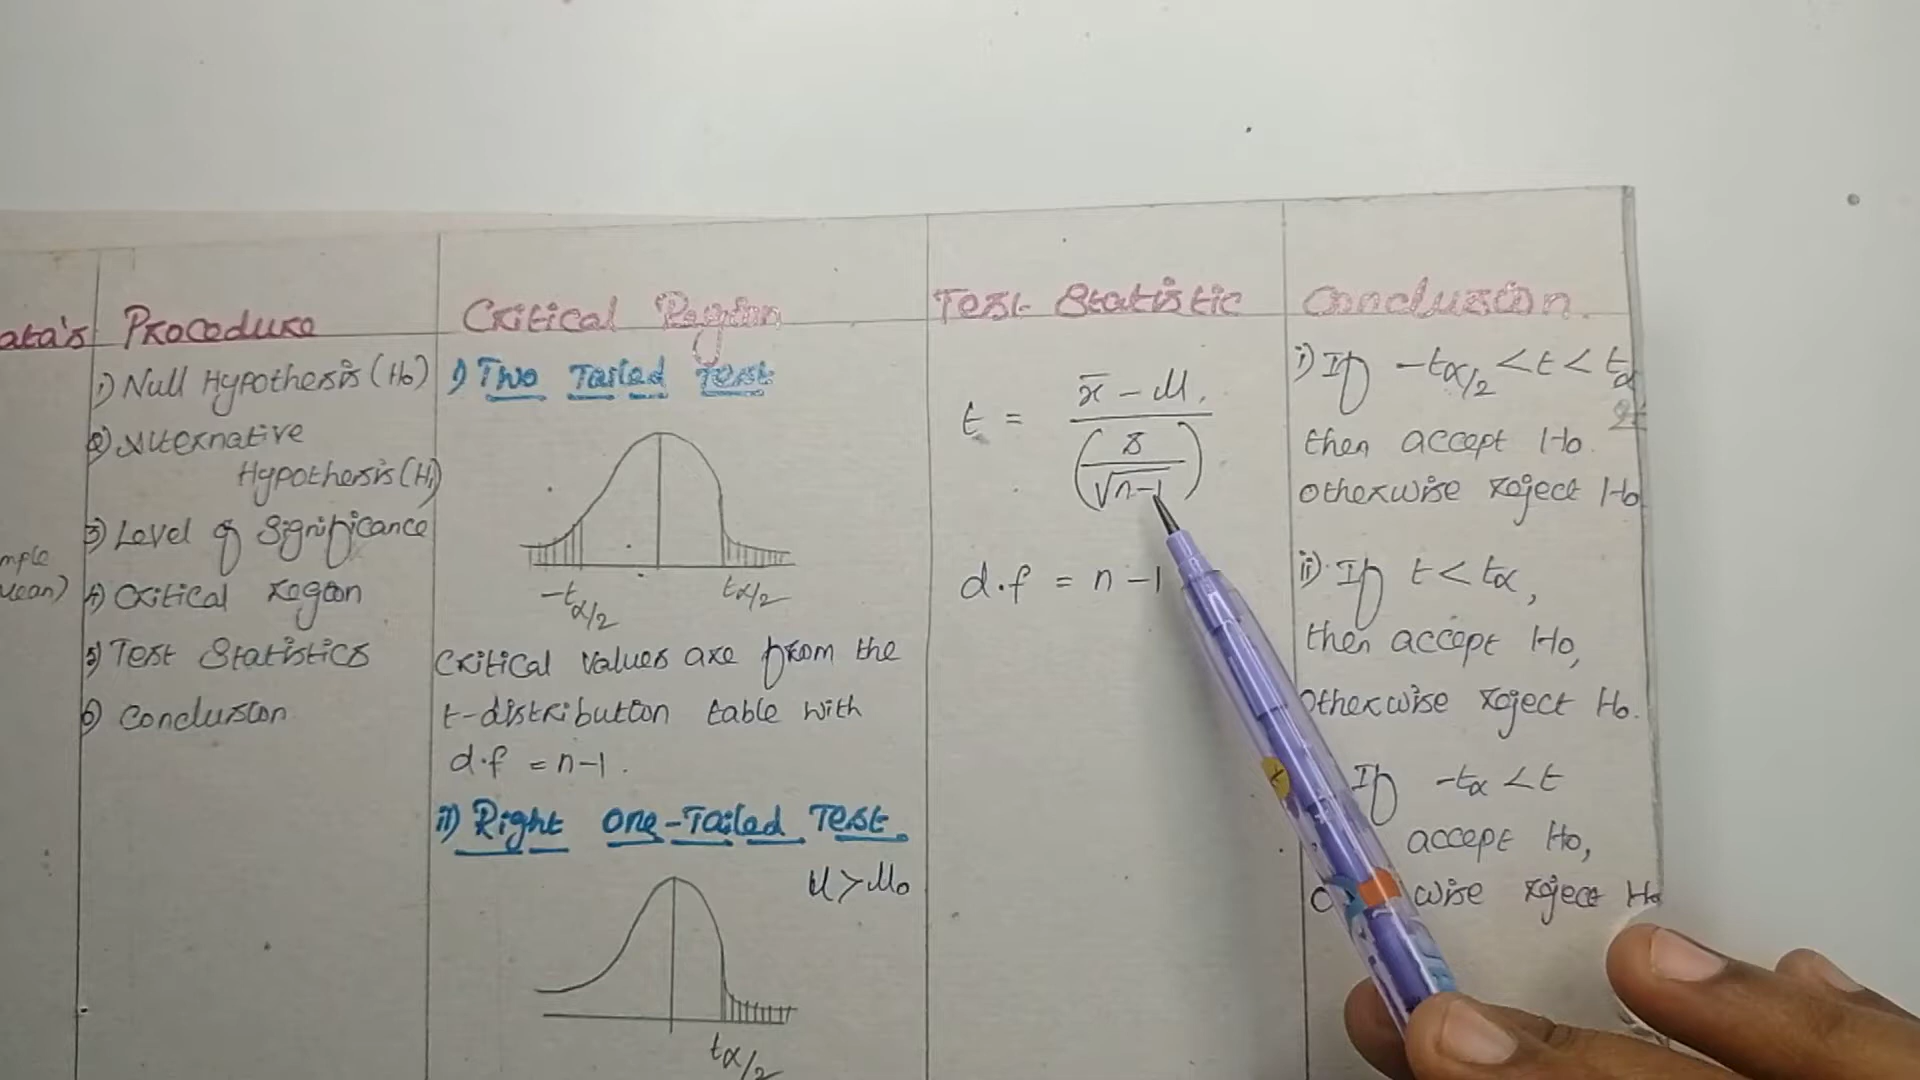 ata's
mple
mean)
Procedure
1) Null Hypothesis (H₀)
2) Alternative
Hypothesis (H₁)
3) Level of Significance
4) Critical region
5) Test Statistics
6) Conclusion
Critical Region
i) Two Tailed Test
-tα/2 tα/2
Critical values are from the
t-distribution table with
d.f = n-1.
ii) Right One-Tailed Test
μ > μ₀
tα/2
Test Statistic
t = x̄ - μ / (s / √n-1)
d.f = n-1
Conclusion.
i) If -tα/2 < t < tα/2
then accept H₀.
otherwise reject H₀
ii) If t < tα,
then accept H₀,
otherwise reject H₀.
If -tα < t
accept H₀,
wise reject H₀